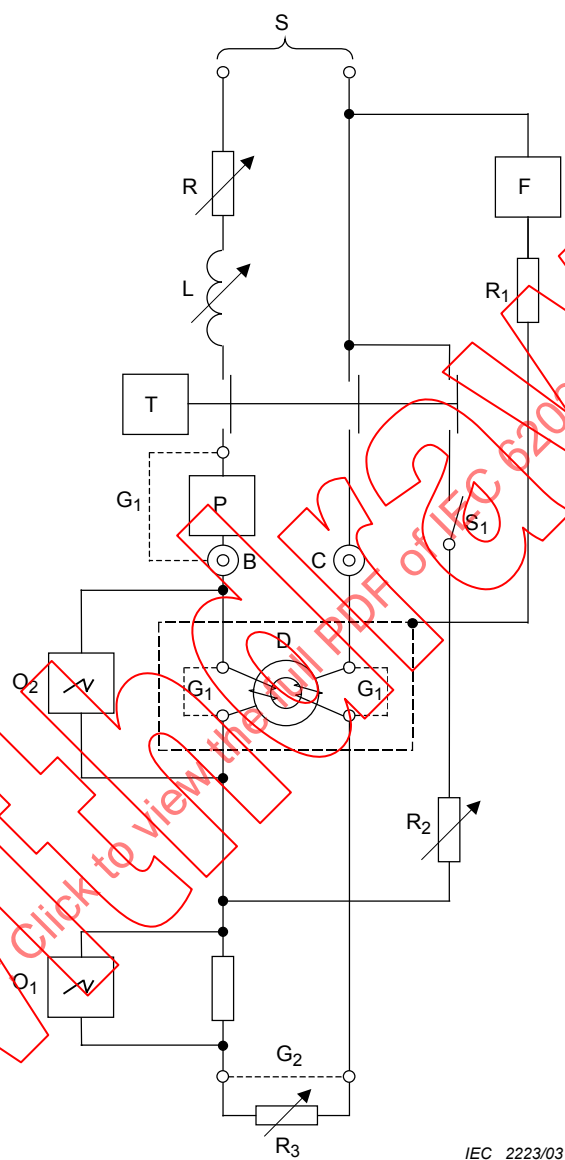 S
R
F
L
R1
T
G1
P
S1
B
C
D
G1
G1
O2
R2
O1
G2
R3
IEC 2223/03
Click to view the full PDF of IEC 620